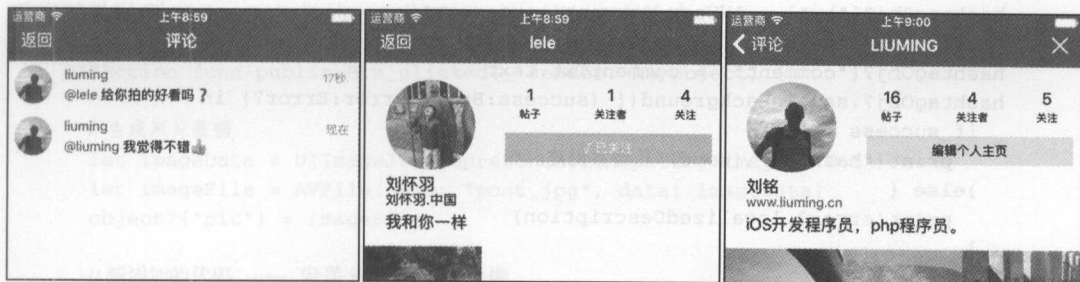 运营商 上午8:59
返回 评论
liuming 17秒
@lele 给你拍的好看吗？
liuming 现在
@liuming 我觉得不错👍
运营商 上午8:59
返回 lele
1 1 4
帖子 关注者 关注
√已关注
刘怀羽
刘怀羽.中国
我和你一样
运营商 上午9:00
评论 LIUMING
16 4 5
帖子 关注者 关注
编辑个人主页
刘铭
www.liuming.cn
iOS开发程序员，php程序员。